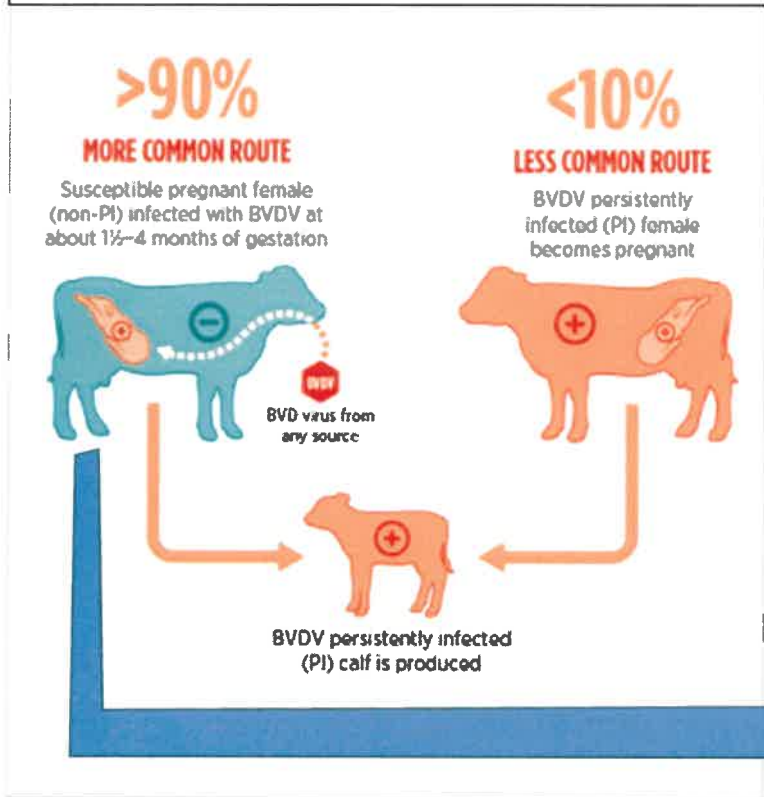 >90%
MORE COMMON ROUTE
Susceptible pregnant female
(non-PI) infected with BVDV at
about 1½–4 months of gestation
<10%
LESS COMMON ROUTE
BVDV persistently
infected (PI) female
becomes pregnant
BVDV
BVD virus from
any source
BVDV persistently infected
(PI) calf is produced